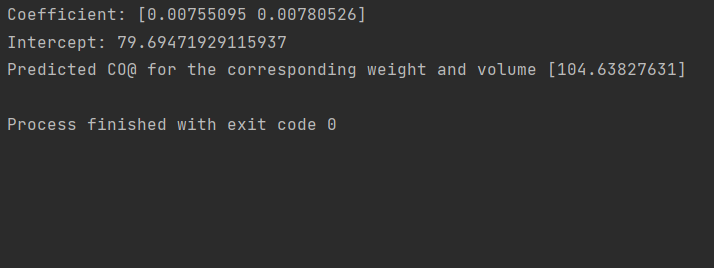 Coefficient: [0.00755095 0.00780526]
Intercept: 79.69471929115937
Predicted CO@ for the corresponding weight and volume [104.63827631]
Process finished with exit code 0